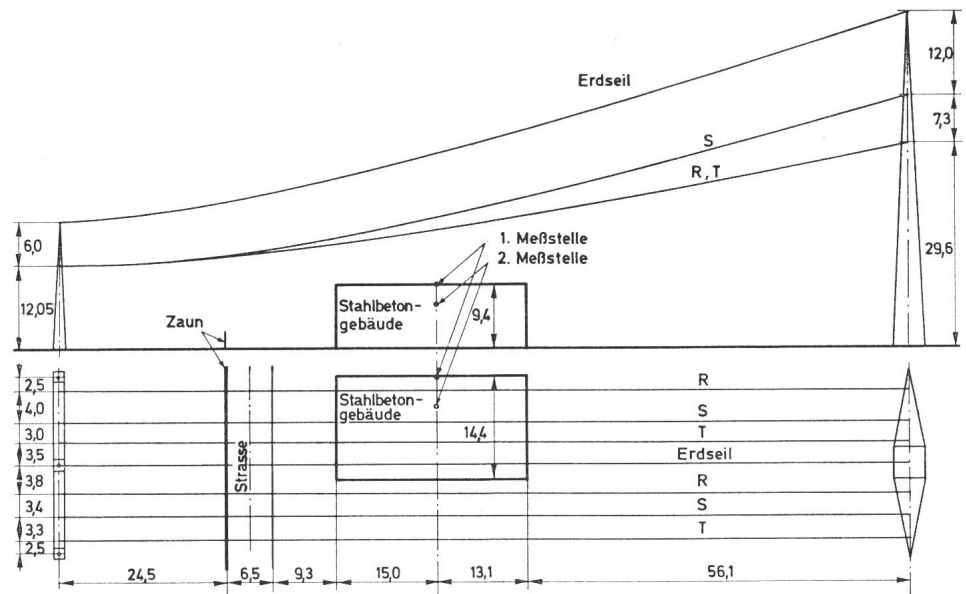 12,0
Erdseil
7,3
S
R,T
6,0
1. Meßstelle
2. Meßstelle
29,6
12,05
Stahlbeton-
gebäude
9,4
Zaun
2,5
R
4,0
Stahlbeton-
gebäude
S
3,0
14,4
T
3,5
Strasse
Erdseil
3,8
R
3,4
S
3,3
T
2,5
24,5
6,5
9,3
15,0
13,1
56,1